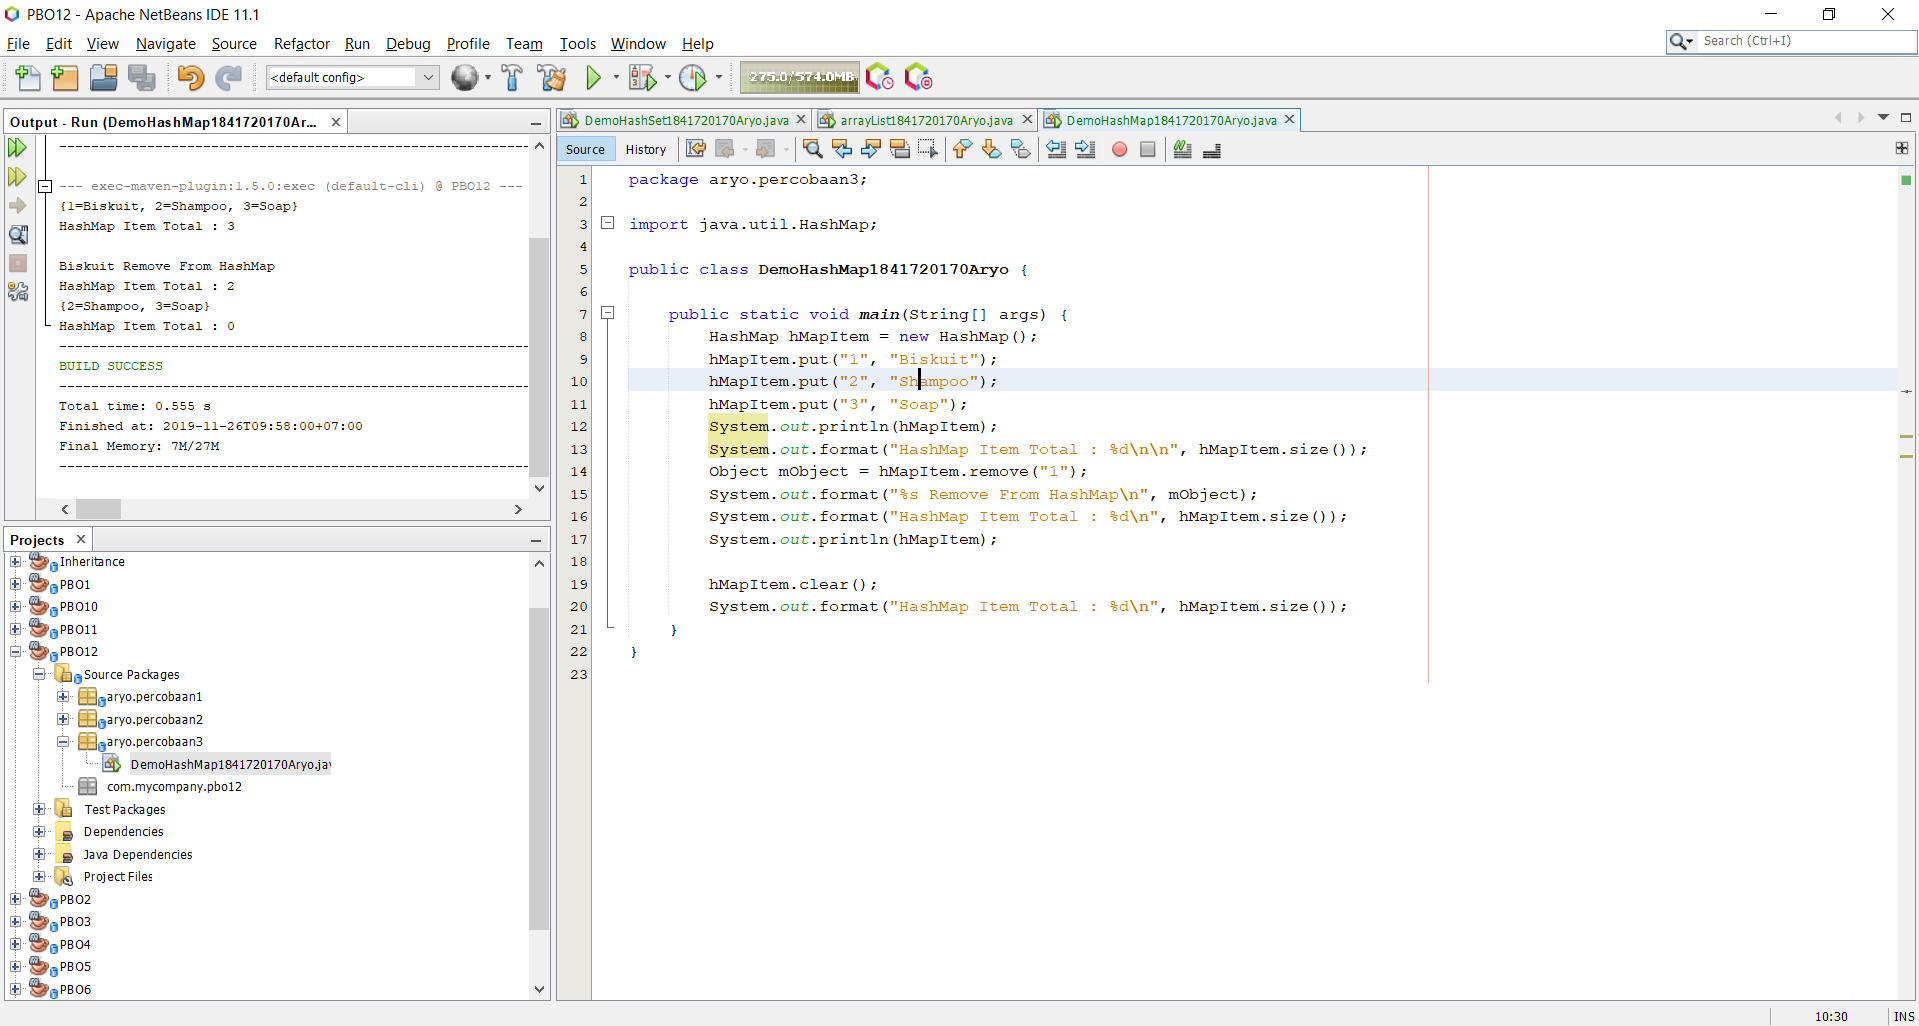 PBO12 - Apache NetBeans IDE 11.1
File Edit View Navigate Source Refactor Run Debug Profile Team Tools Window Help
Search (Ctrl+I)
<default config>
275.0/574.0MB
Output - Run (DemoHashMap1841720170Ar...
--- exec-maven-plugin:1.5.0:exec (default-cli) @ PBO12 ---
{1=Biskuit, 2=Shampoo, 3=Soap}
HashMap Item Total : 3
Biskuit Remove From HashMap
HashMap Item Total : 2
{2=Shampoo, 3=Soap}
HashMap Item Total : 0
------------------------------------------------
BUILD SUCCESS
------------------------------------------------
Total time: 0.555 s
Finished at: 2019-11-26T09:58:00+07:00
Final Memory: 7M/27M
------------------------------------------------
Projects
Inheritance
PBO1
PBO10
PBO11
PBO12
Source Packages
aryo.percobaan1
aryo.percobaan2
aryo.percobaan3
DemoHashMap1841720170Aryo.jav
com.mycompany.pbo12
Test Packages
Dependencies
Java Dependencies
Project Files
PBO2
PBO3
PBO4
PBO5
PBO6
DemoHashSet1841720170Aryo.java arrayList1841720170Aryo.java DemoHashMap1841720170Aryo.java
Source History
1 package aryo.percobaan3;
2
3 import java.util.HashMap;
4
5 public class DemoHashMap1841720170Aryo {
6
7 public static void main(String[] args) {
8 HashMap hMapItem = new HashMap();
9 hMapItem.put("1", "Biskuit");
10 hMapItem.put("2", "Shampoo");
11 hMapItem.put("3", "Soap");
12 System.out.println(hMapItem);
13 System.out.format("HashMap Item Total : %d\n\n", hMapItem.size());
14 Object mObject = hMapItem.remove("1");
15 System.out.format("%s Remove From HashMap\n", mObject);
16 System.out.format("HashMap Item Total : %d\n", hMapItem.size());
17 System.out.println(hMapItem);
18
19 hMapItem.clear();
20 System.out.format("HashMap Item Total : %d\n", hMapItem.size());
21 }
22 }
23
10:30 INS